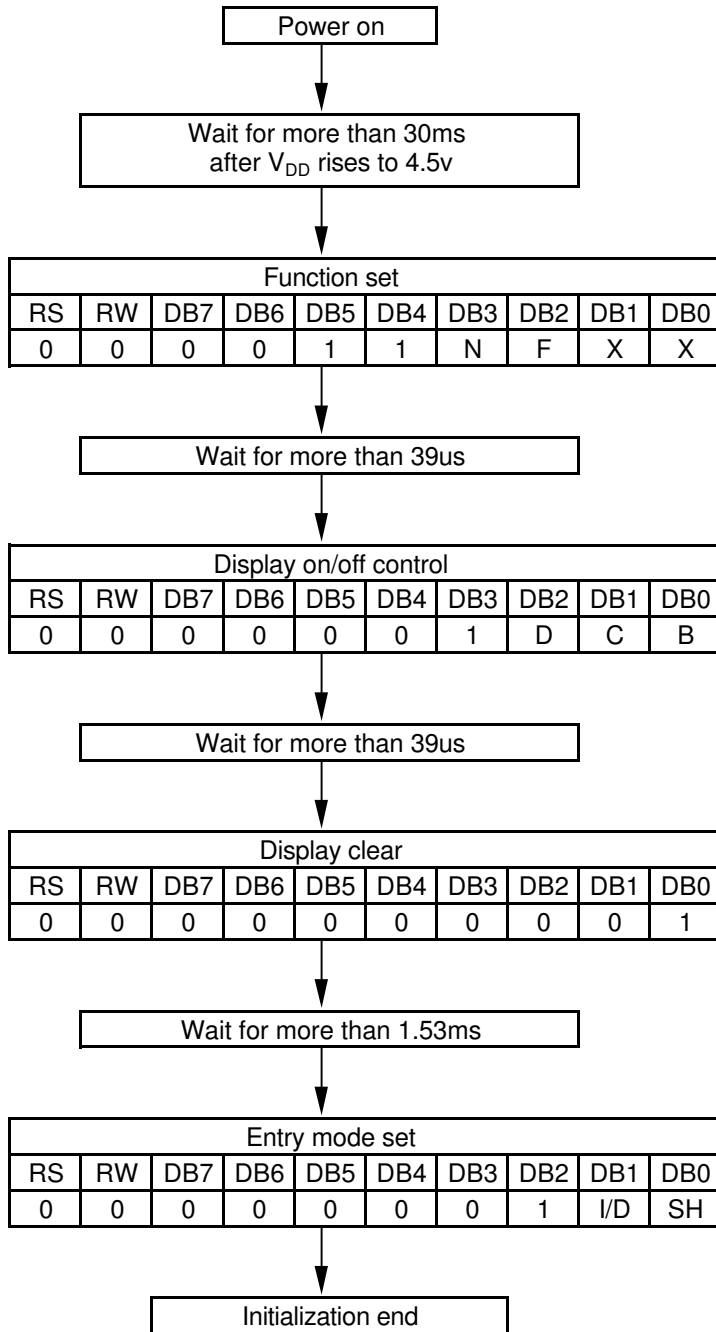 Power on
Wait for more than 30ms
after VDD rises to 4.5v
Function set
RS RW DB7 DB6 DB5 DB4 DB3 DB2 DB1 DB0
0 0 0 0 1 1 N F X X
Wait for more than 39us
Display on/off control
RS RW DB7 DB6 DB5 DB4 DB3 DB2 DB1 DB0
0 0 0 0 0 0 1 D C B
Wait for more than 39us
Display clear
RS RW DB7 DB6 DB5 DB4 DB3 DB2 DB1 DB0
0 0 0 0 0 0 0 0 0 1
Wait for more than 1.53ms
Entry mode set
RS RW DB7 DB6 DB5 DB4 DB3 DB2 DB1 DB0
0 0 0 0 0 0 0 1 I/D SH
Initialization end